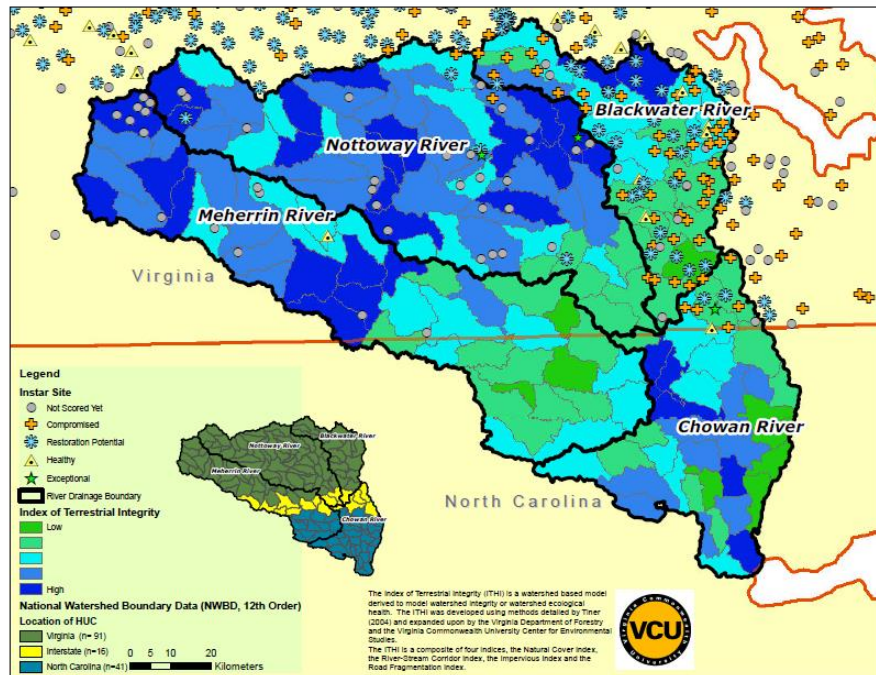 Blackwater River
Nottoway River
Meherrin River
Virginia
Chowan River
North Carolina
Legend
Instar Site
Not Scored Yet
Compromised
Restoration Potential
Healthy
Exceptional
River Drainage Boundary
Index of Terrestrial Integrity
Low
High
National Watershed Boundary Data (NWBD, 12th Order)
Location of HUC
Virginia (n= 91)
Interstate (n=16)
North Carolina (n=41)
0 5 10 20
Kilometers
Blackwater River
Nottoway River
Meherrin River
Chowan River
The Index of Terrestrial Integrity (ITHI) is a watershed based model
derived to model watershed integrity or watershed ecological
health. The ITHI was developed using methods detailed by Tiner
(2004) and expanded upon by the Virginia Department of Forestry
and the Virginia Commonwealth University Center for Environmental
Studies.
The ITHI is a composite of four indices, the Natural Cover Index,
the River-Stream Corridor Index, the Impervious Index and the
Road Fragmentation Index.
VCU